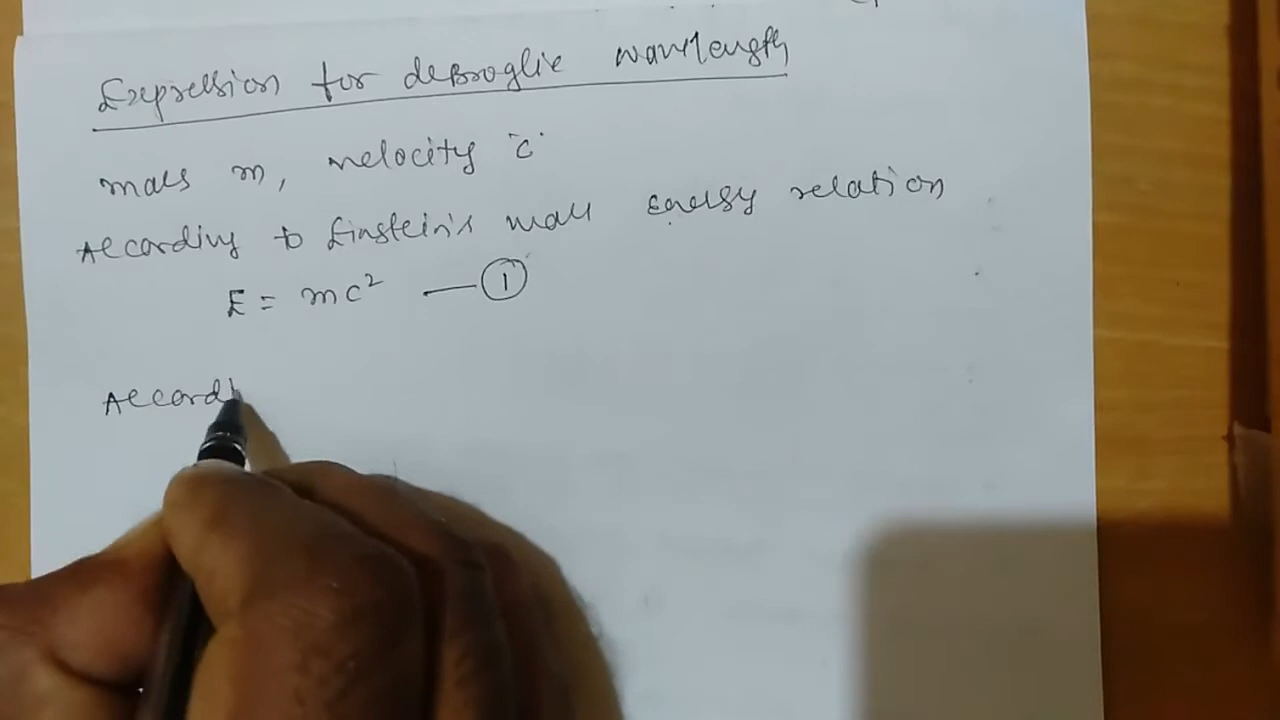 Expression for deBroglie wavelength
mass m, velocity "c"
According to Einstein's mass energy relation
E = mc² — ①
Accordi